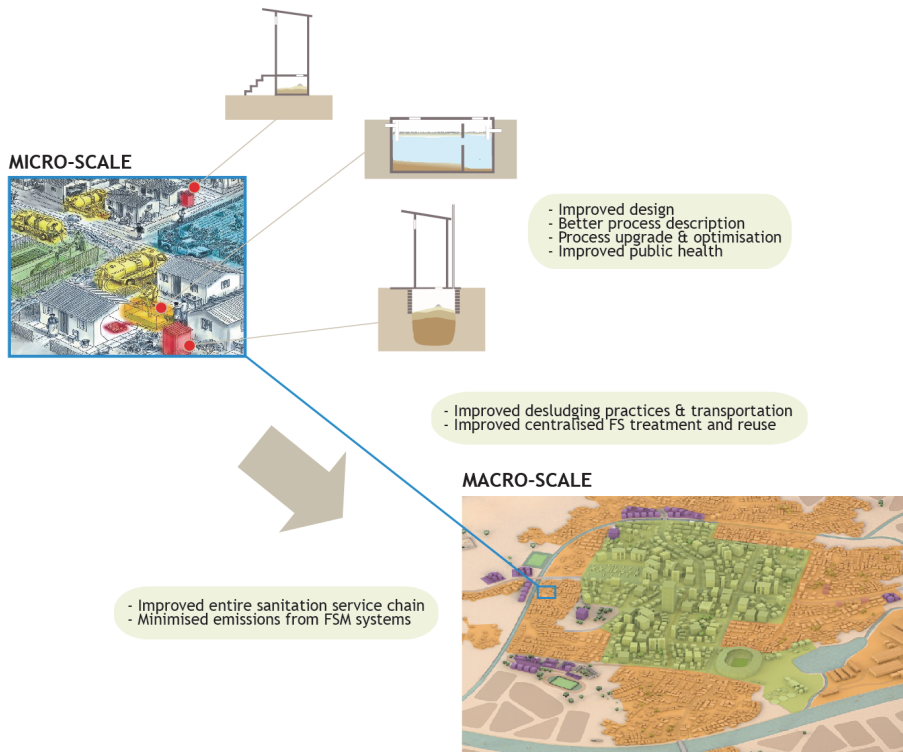 MICRO-SCALE
- Improved design
- Better process description
- Process upgrade & optimisation
- Improved public health
- Improved desludging practices & transportation
- Improved centralised FS treatment and reuse
MACRO-SCALE
- Improved entire sanitation service chain
- Minimised emissions from FSM systems